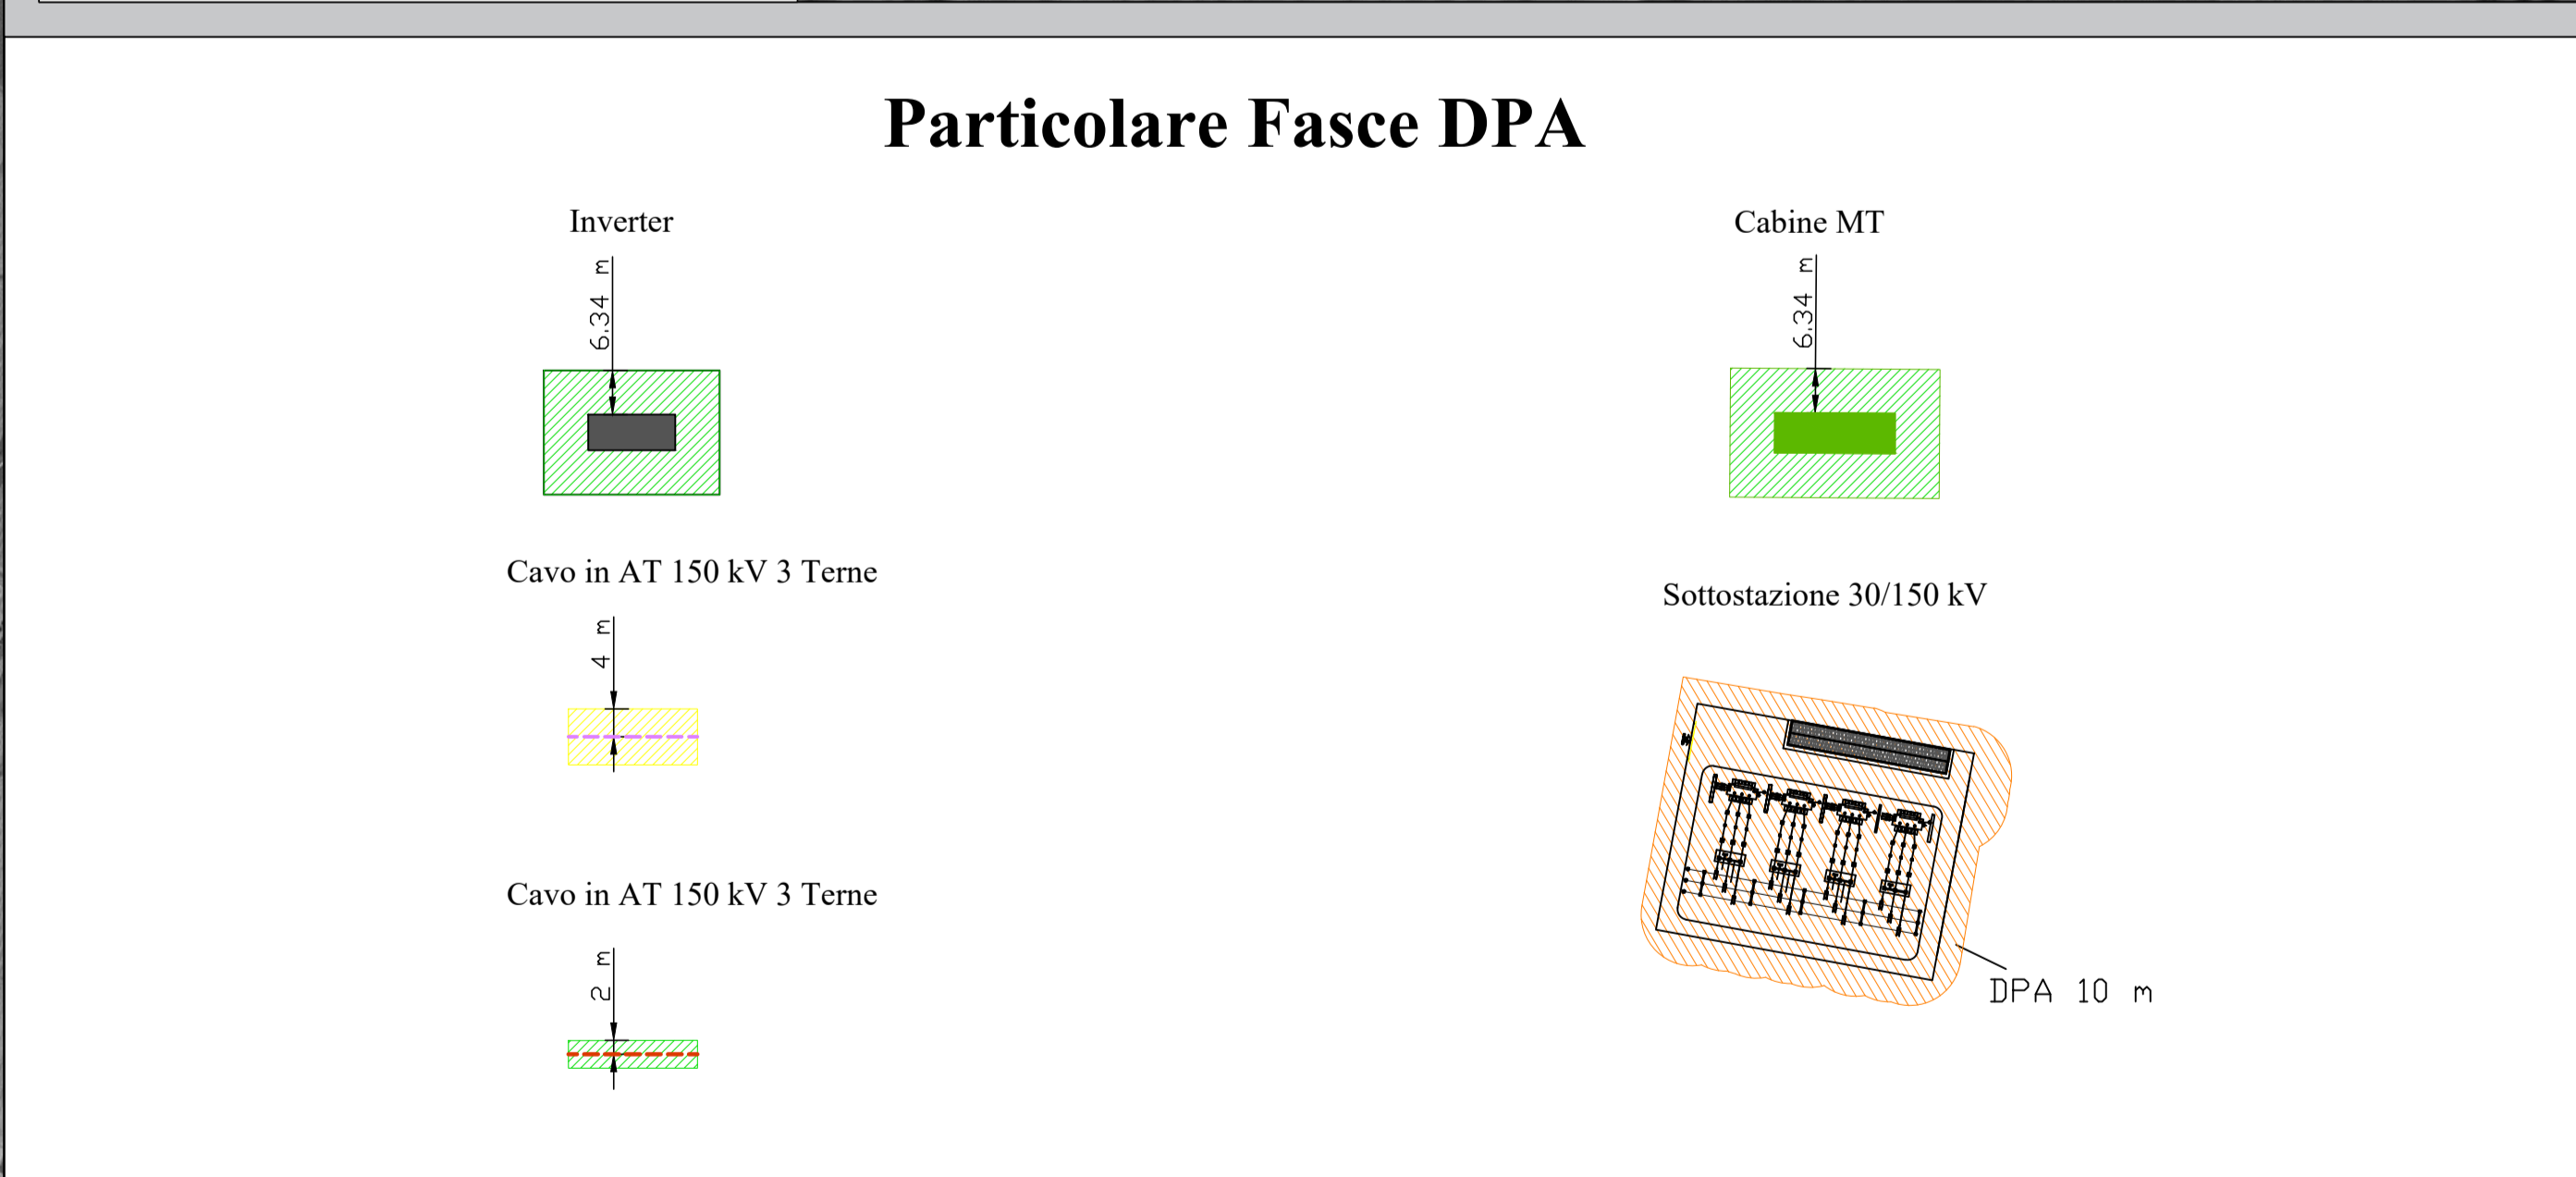 Particolare Fasce DPA
Inverter
6.34 m
Cabine MT
6.34 m
Cavo in AT 150 kV 3 Terne
4 m
Sottostazione 30/150 kV
Cavo in AT 150 kV 3 Terne
2 m
DPA 10 m